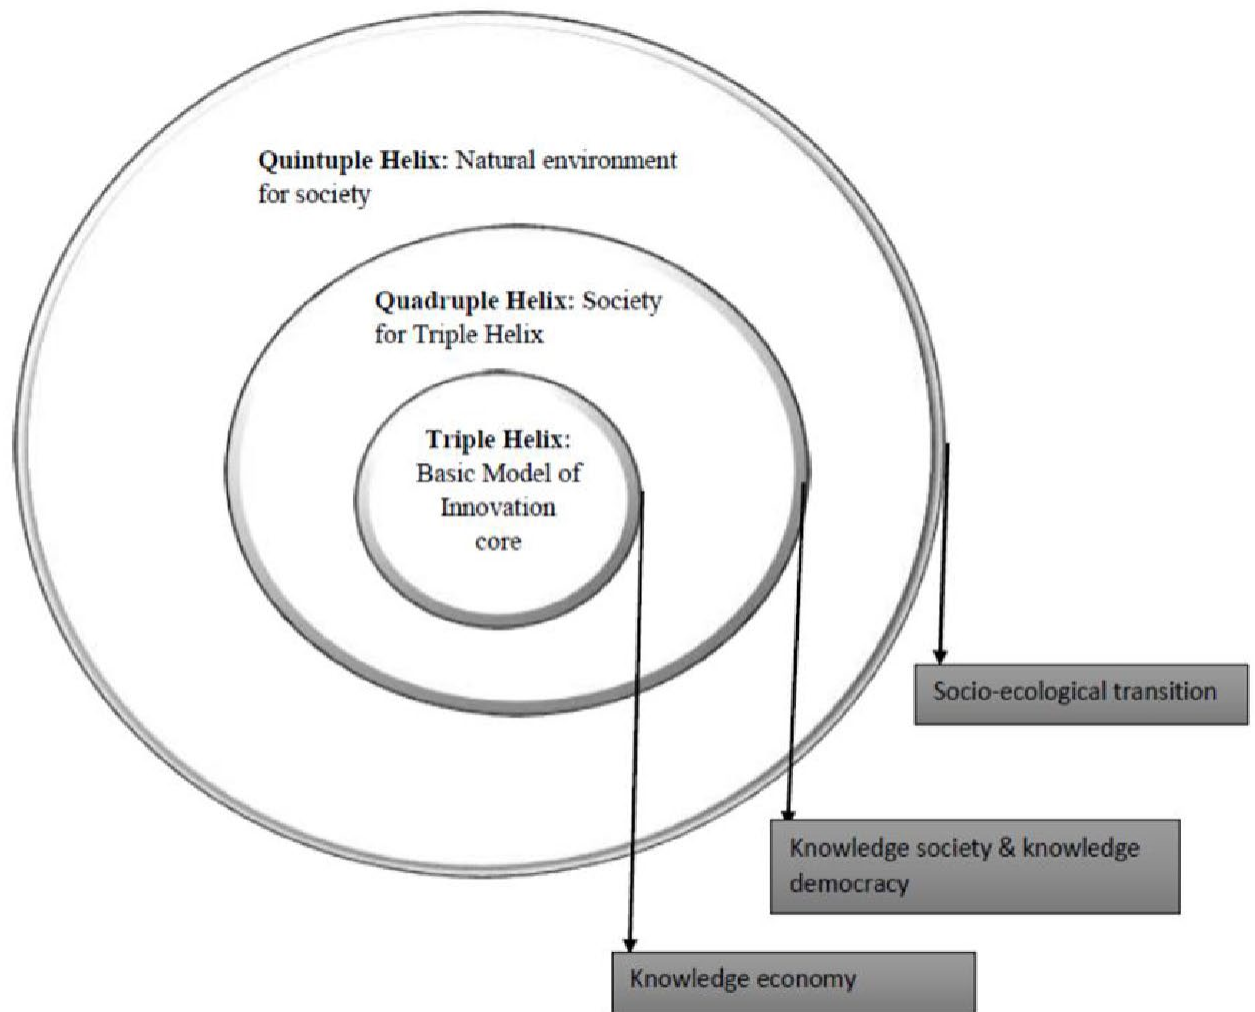 Quintuple Helix: Natural environment
for society
Quadruple Helix: Society
for Triple Helix
Triple Helix:
Basic Model of
Innovation
core
Socio-ecological transition
Knowledge society & knowledge
democracy
Knowledge economy